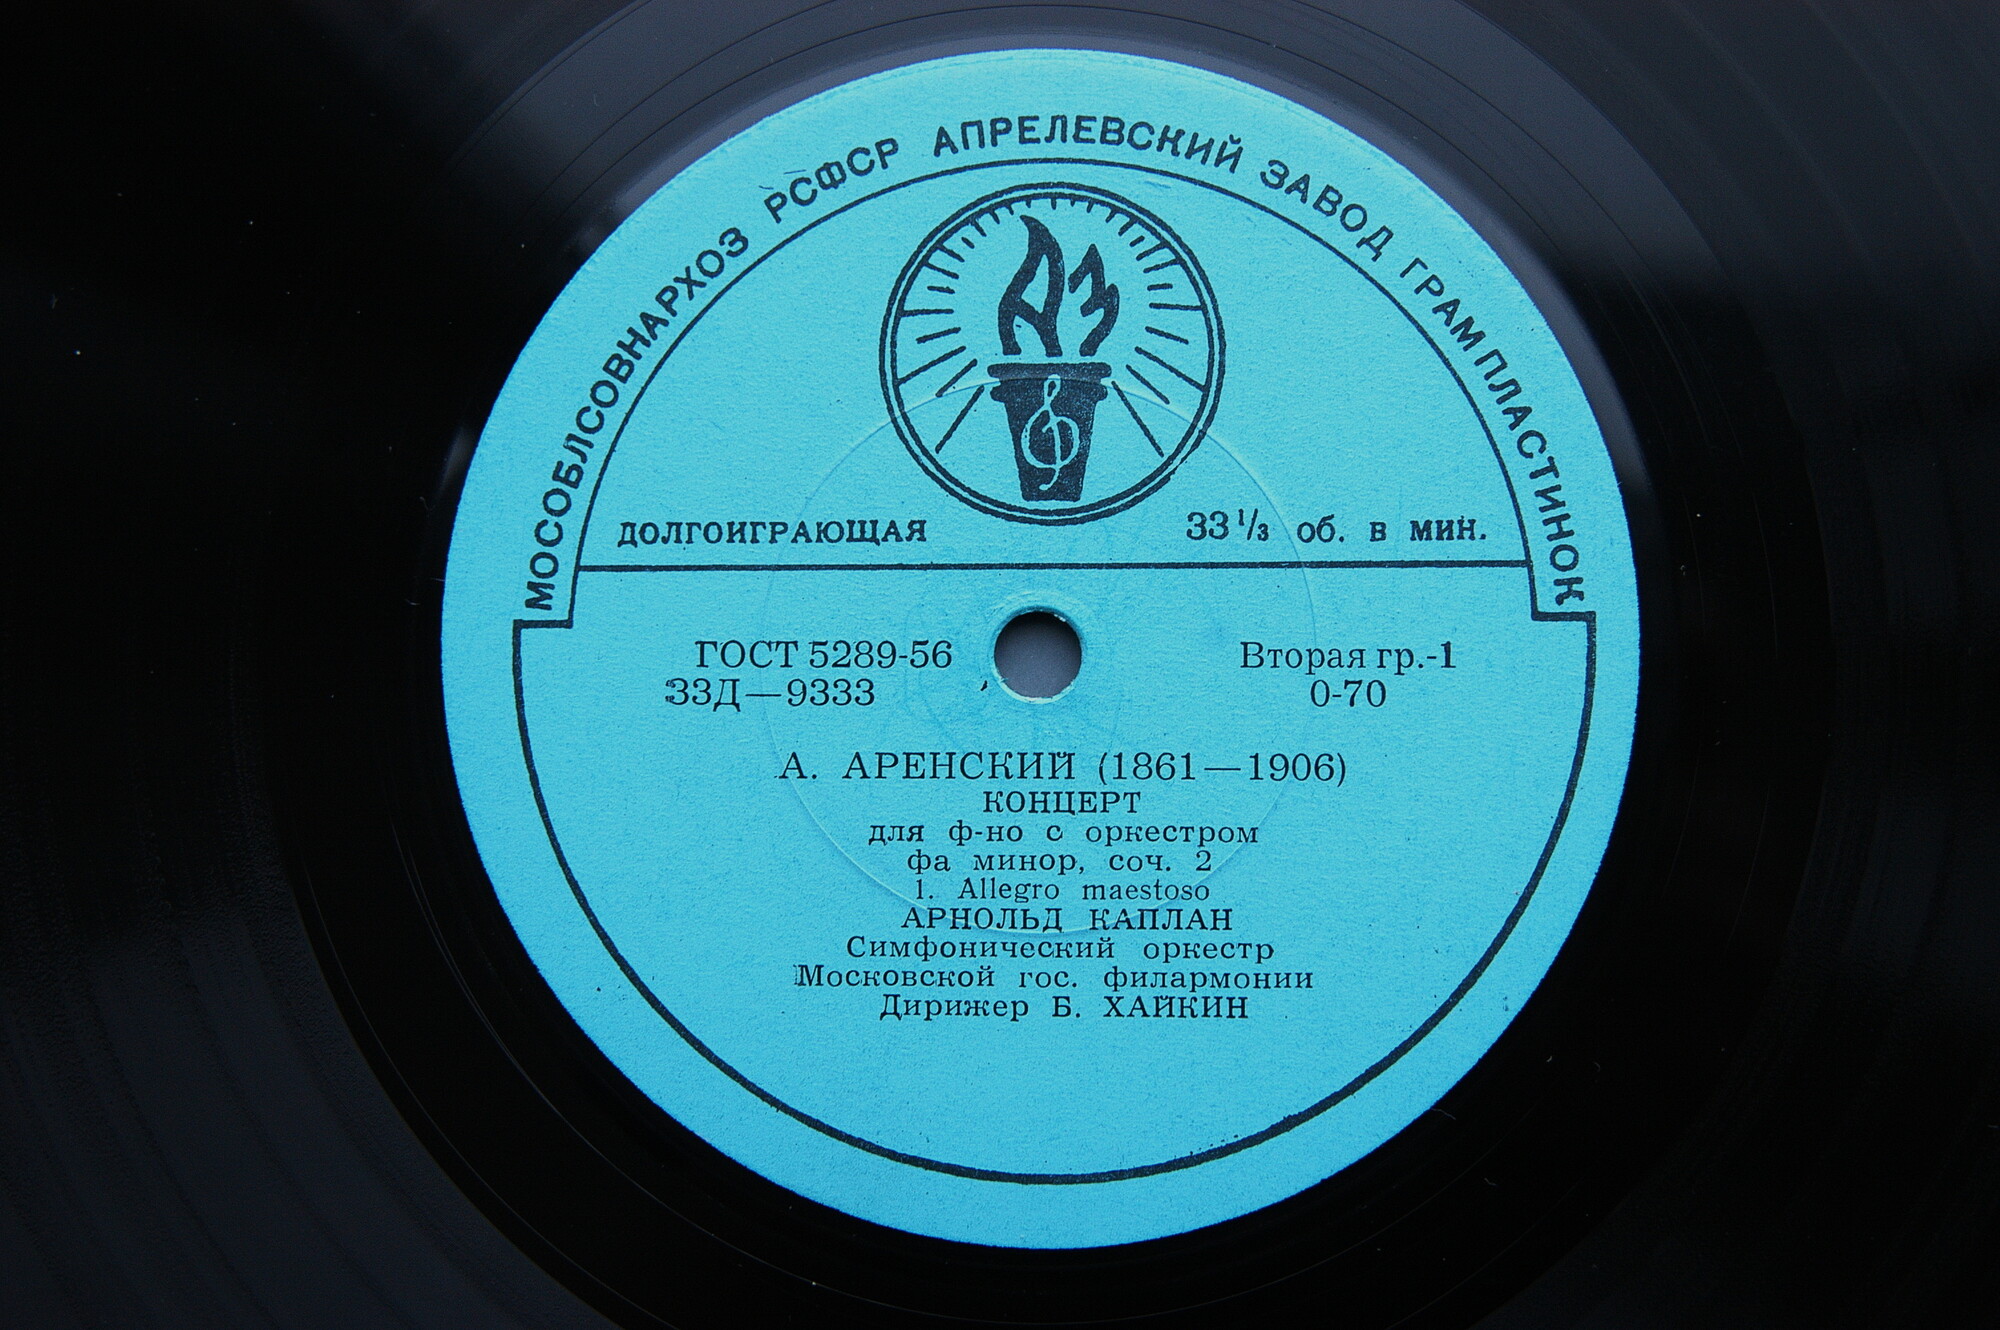 МОСОБЛСОВНАРХОЗ РСФСР АПРЕЛЕВСКИЙ ЗАВОД ГРАМПЛАСТИНОК
АЗ
ДОЛГОИГРАЮЩАЯ 33 1/3 об. в мин.
ГОСТ 5289-56 Вторая гр.-1
33Д—9333 0-70
А. АРЕНСКИЙ (1861—1906)
КОНЦЕРТ
для ф-но с оркестром
фа минор, соч. 2
1. Allegro maestoso
АРНОЛЬД КАПЛАН
Симфонический оркестр
Московской гос. филармонии
Дирижер Б. ХАЙКИН